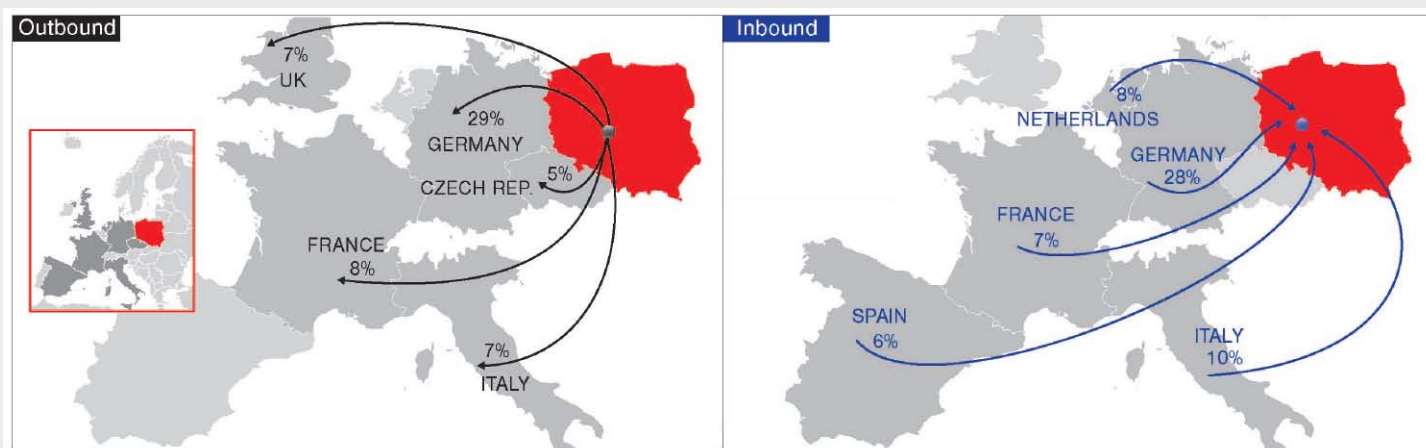 Outbound
7%
UK
29%
GERMANY
5%
CZECH REP.
FRANCE
8%
7%
ITALY
Inbound
8%
NETHERLANDS
GERMANY
28%
FRANCE
7%
SPAIN
6%
ITALY
10%